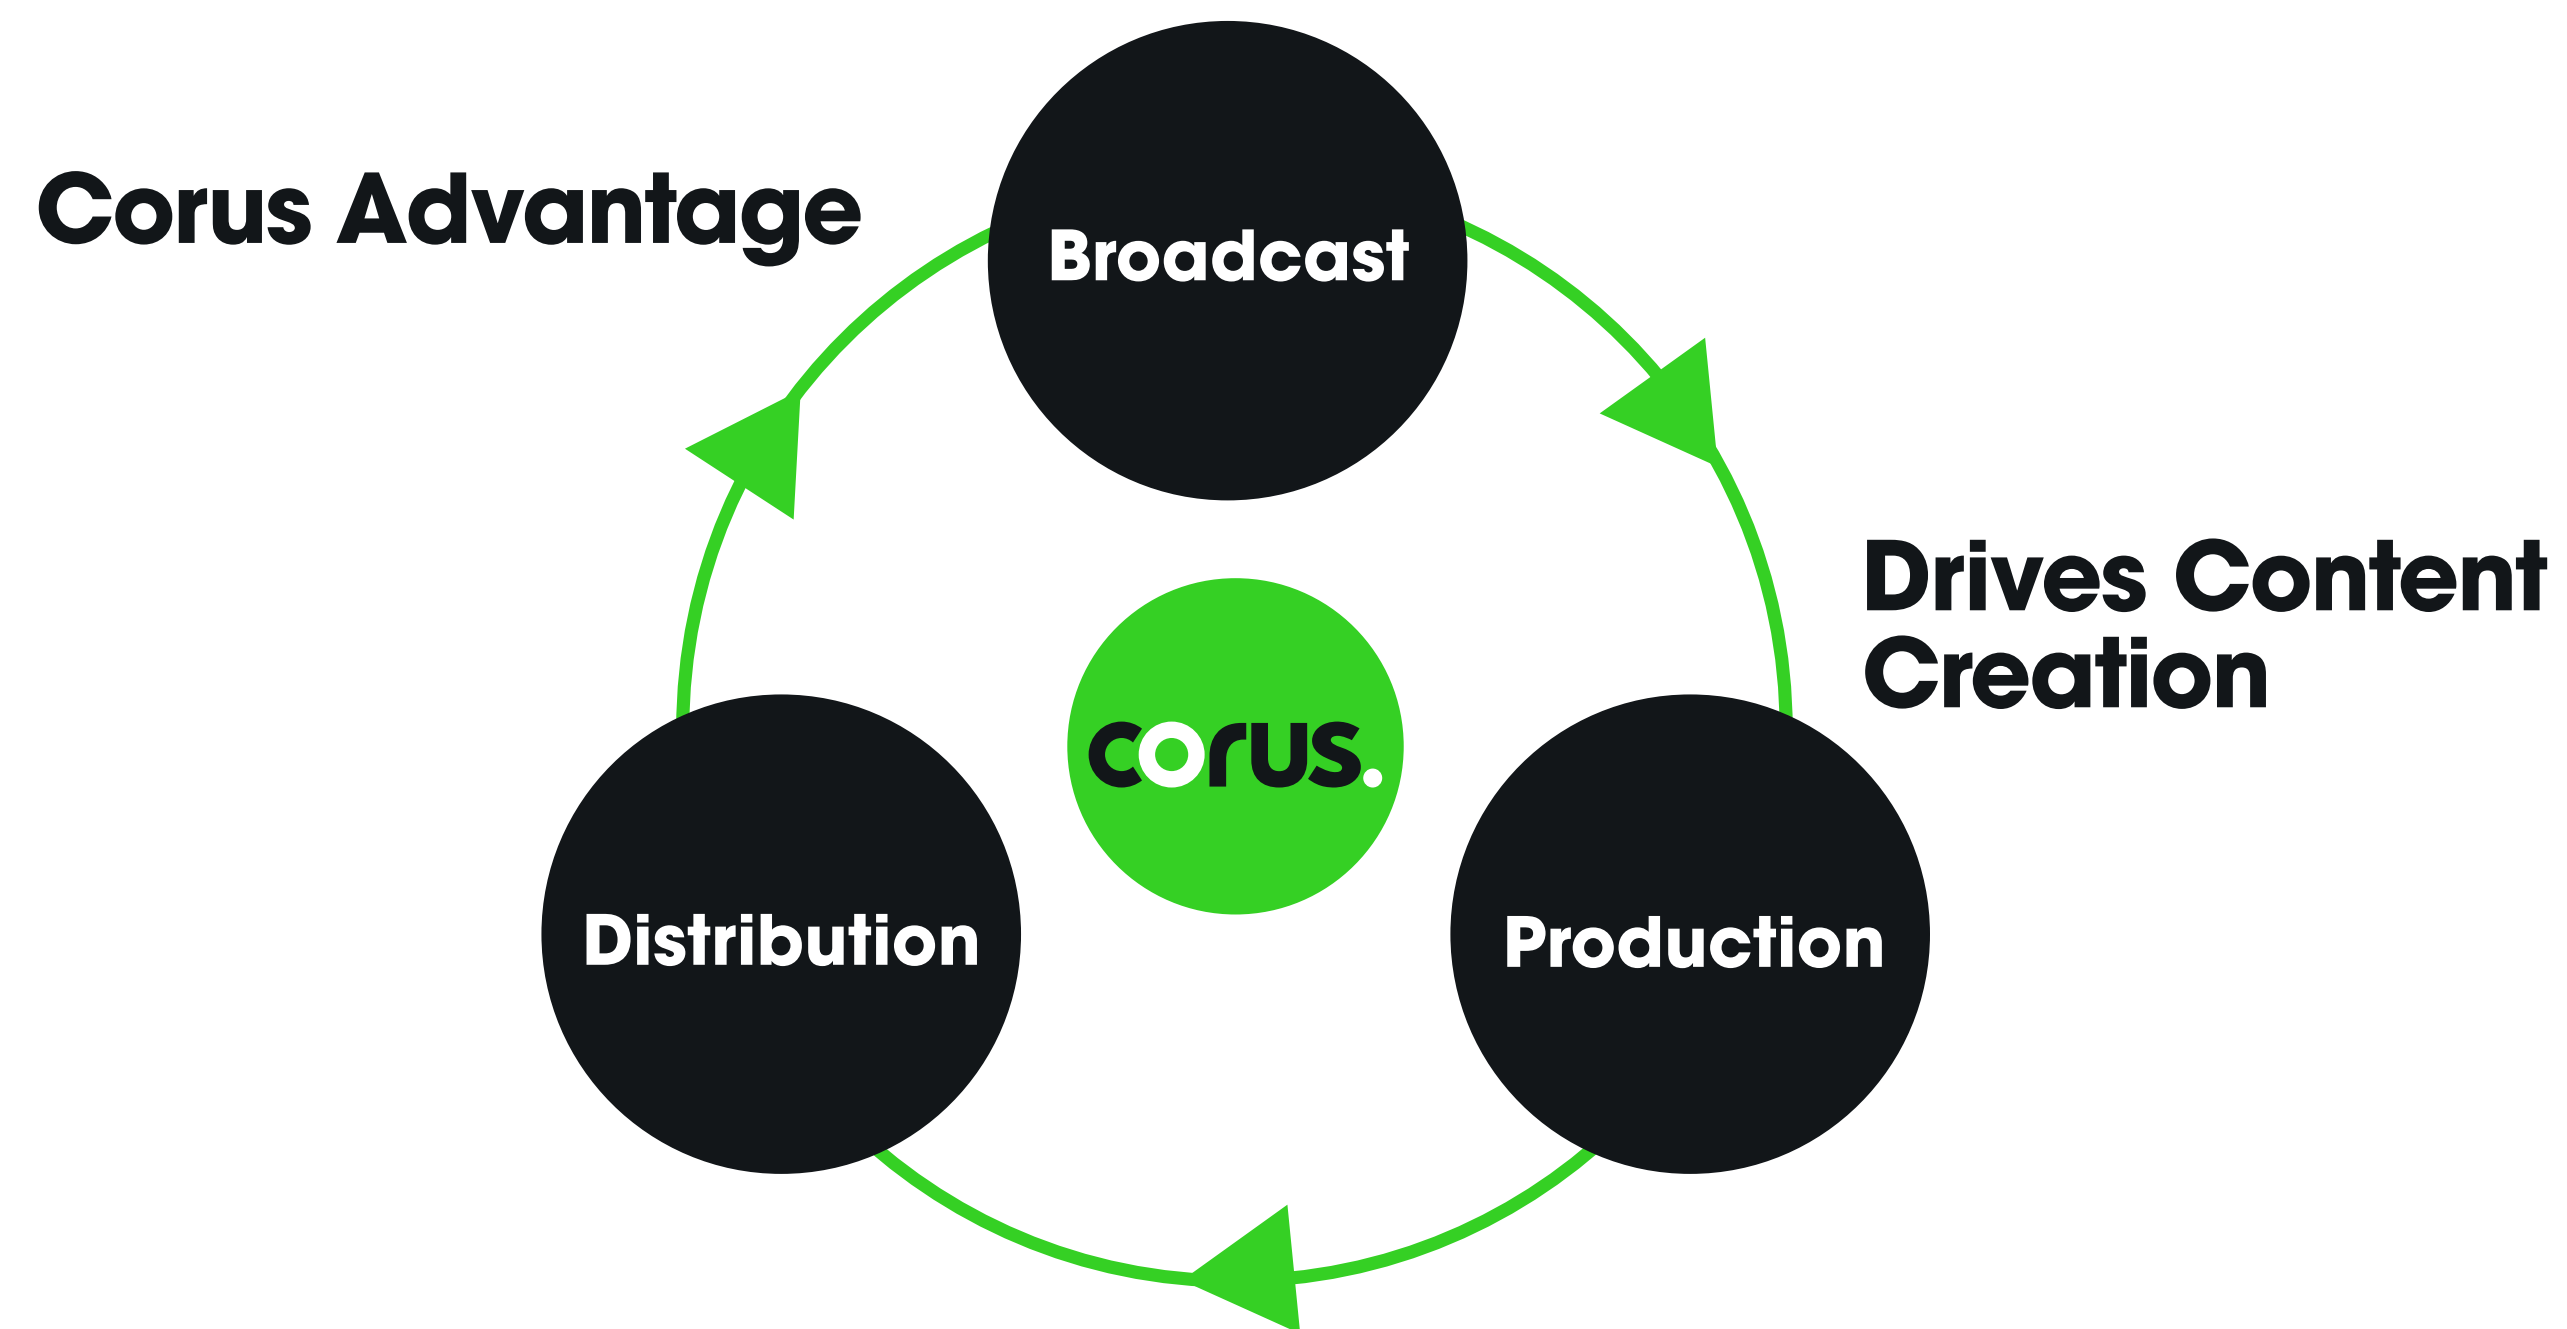 Corus Advantage
Broadcast
Drives Content
Creation
corus.
Distribution
Production